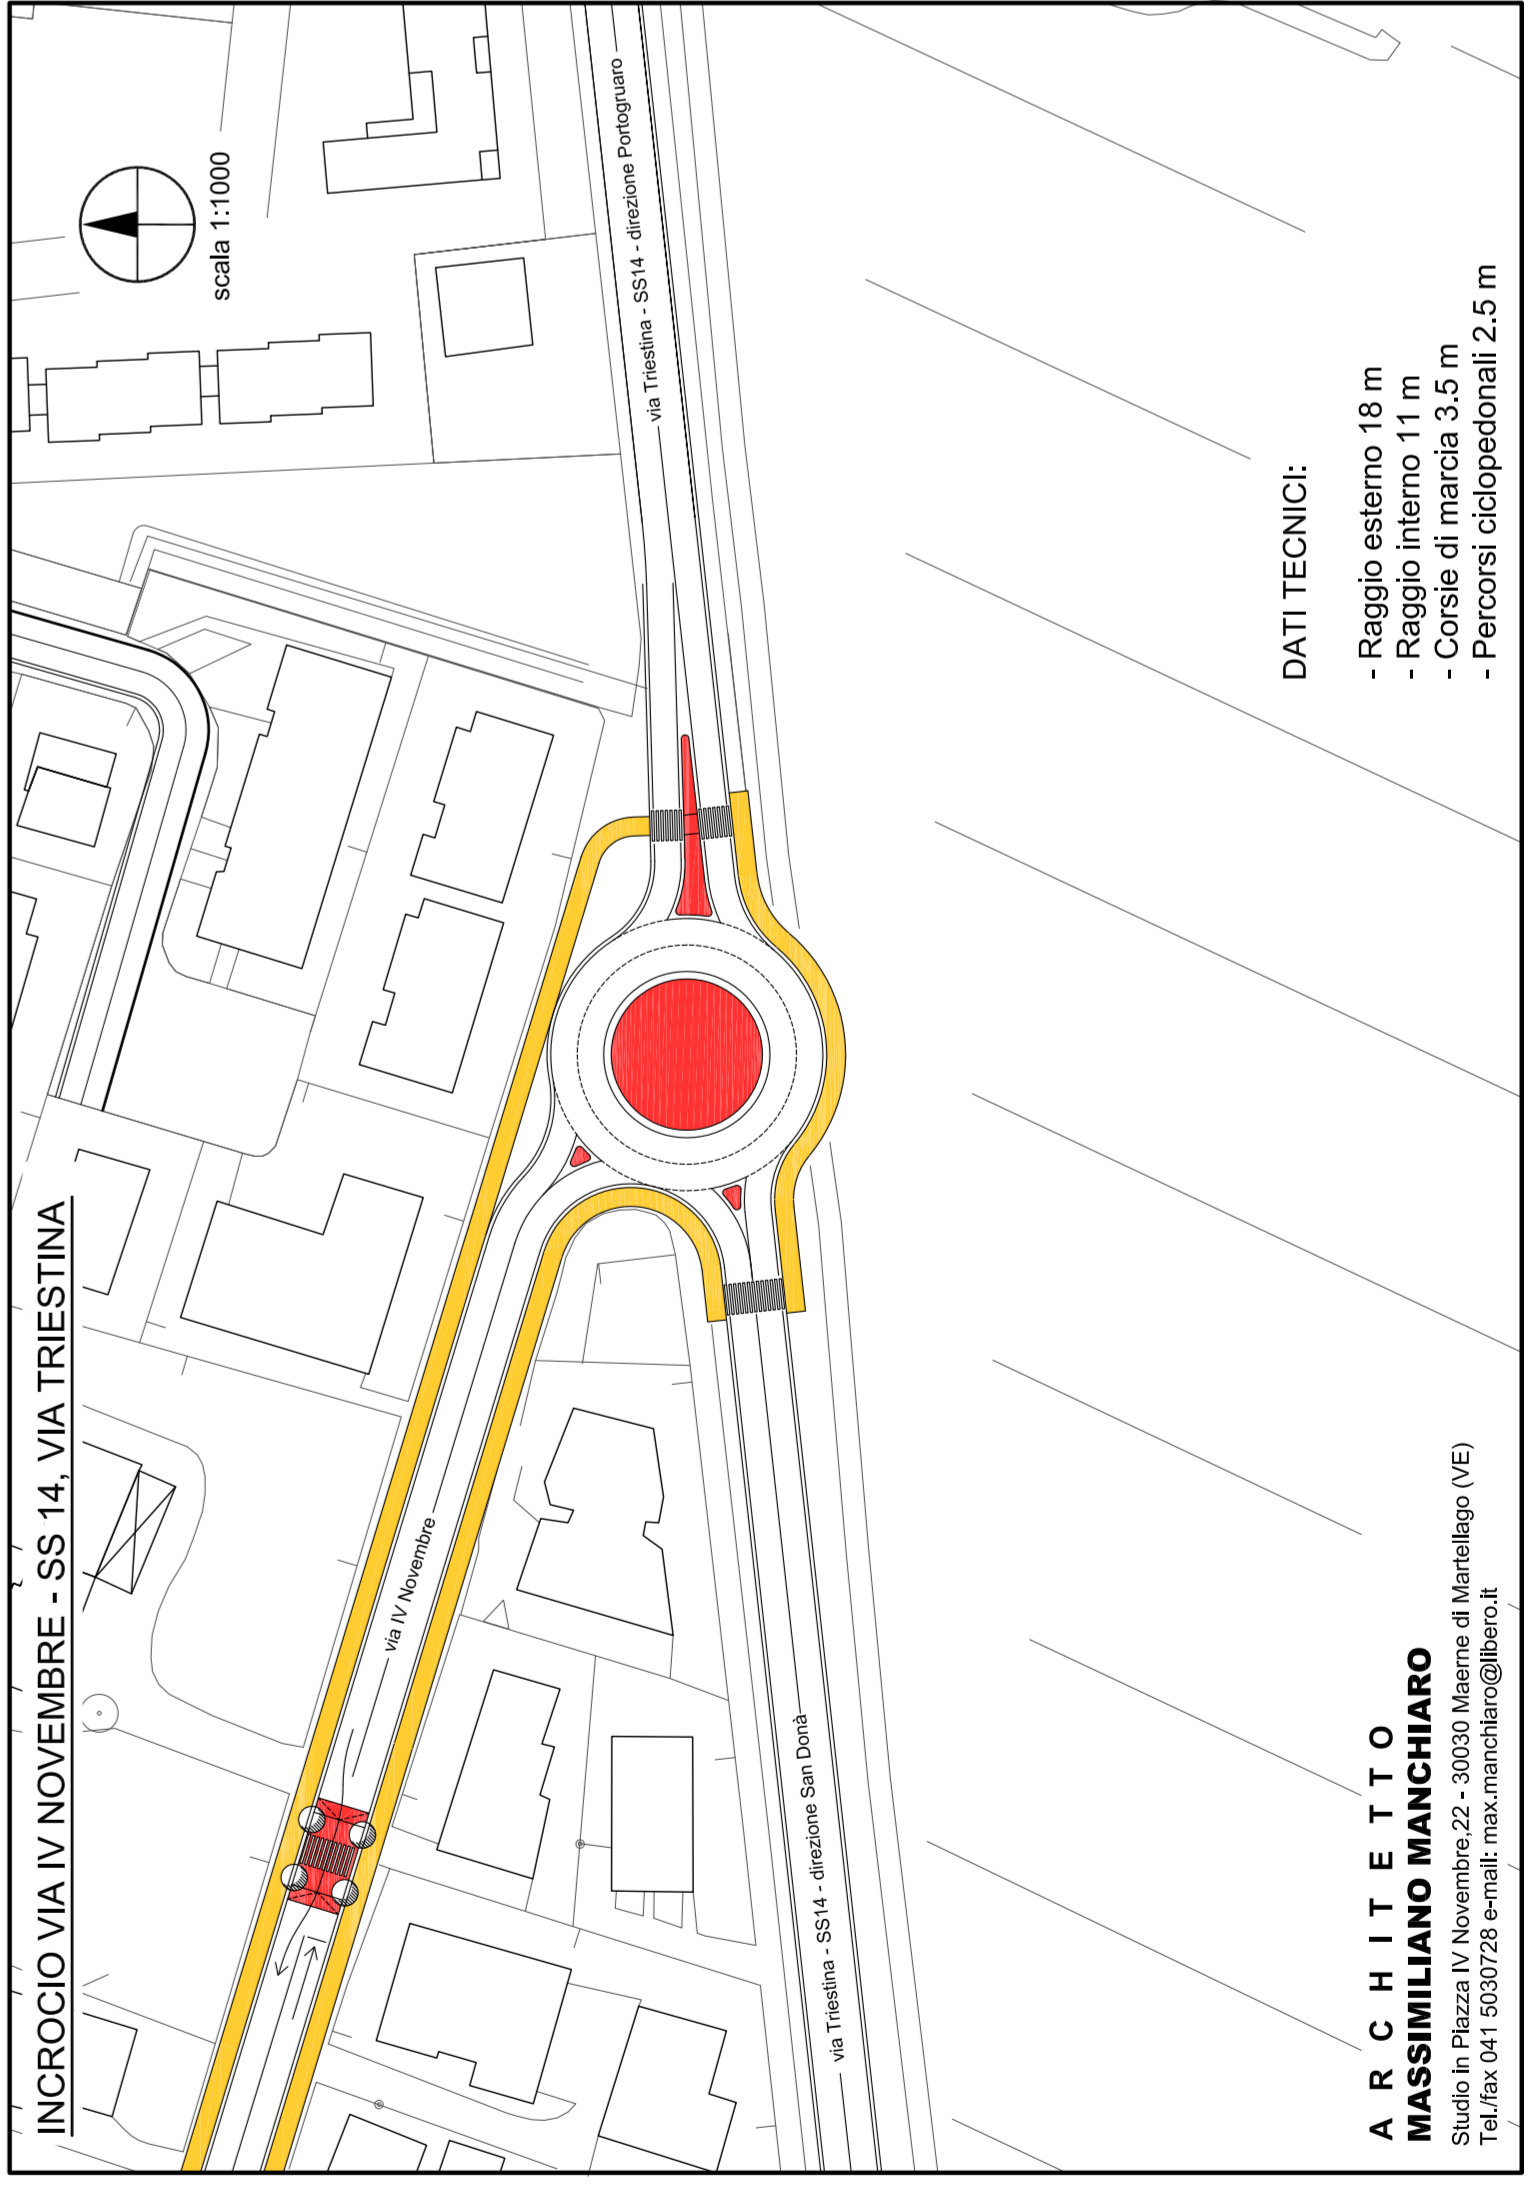 INCROCIO VIA IV NOVEMBRE - SS 14, VIA TRIESTINA
scala 1:1000
via Triestina - SS14 - direzione Portogruaro
via IV Novembre
via Triestina - SS14 - direzione San Donà
DATI TECNICI:
- Raggio esterno 18 m
- Raggio interno 11 m
- Corsie di marcia 3.5 m
- Percorsi ciclopedonali 2.5 m
ARCHITETTO
MASSIMILIANO MANCHIARO
Studio in Piazza IV Novembre,22 - 30030 Maerne di Martellago (VE)
Tel./fax 041 5030728 e-mail: max.manchiaro@libero.it